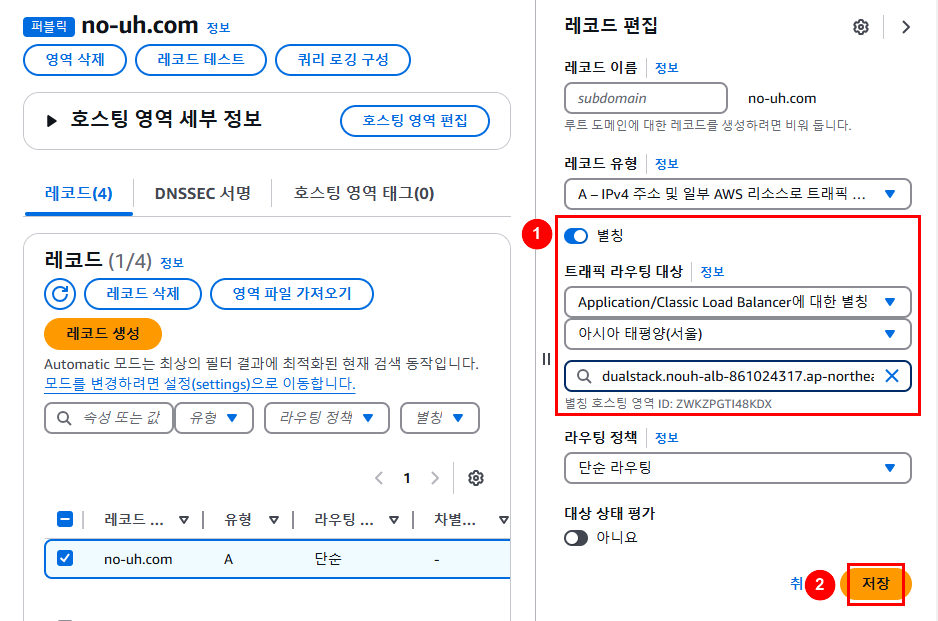 퍼블릭 no-uh.com 정보
영역 삭제 레코드 테스트 쿼리 로깅 구성
▶ 호스팅 영역 세부 정보 호스팅 영역 편집
레코드(4) DNSSEC 서명 호스팅 영역 태그(0)
레코드 (1/4) 정보
레코드 삭제 영역 파일 가져오기
레코드 생성
Automatic 모드는 최상의 필터 결과에 최적화된 현재 검색 동작입니다.
모드를 변경하려면 설정(settings)으로 이동합니다.
속성 또는 값 유형 라우팅 정책 별칭
1
레코드 ... 유형 라우팅 ... 차별...
no-uh.com A 단순 -
레코드 편집
레코드 이름 정보
subdomain no-uh.com
루트 도메인에 대한 레코드를 생성하려면 비워 둡니다.
레코드 유형 정보
A – IPv4 주소 및 일부 AWS 리소스로 트래픽 ...
1 별칭
트래픽 라우팅 대상 정보
Application/Classic Load Balancer에 대한 별칭
아시아 태평양(서울)
dualstack.nouh-alb-861024317.ap-northea
별칭 호스팅 영역 ID: ZWKZPGTI48KDX
라우팅 정책 정보
단순 라우팅
대상 상태 평가
아니요
취 2 저장